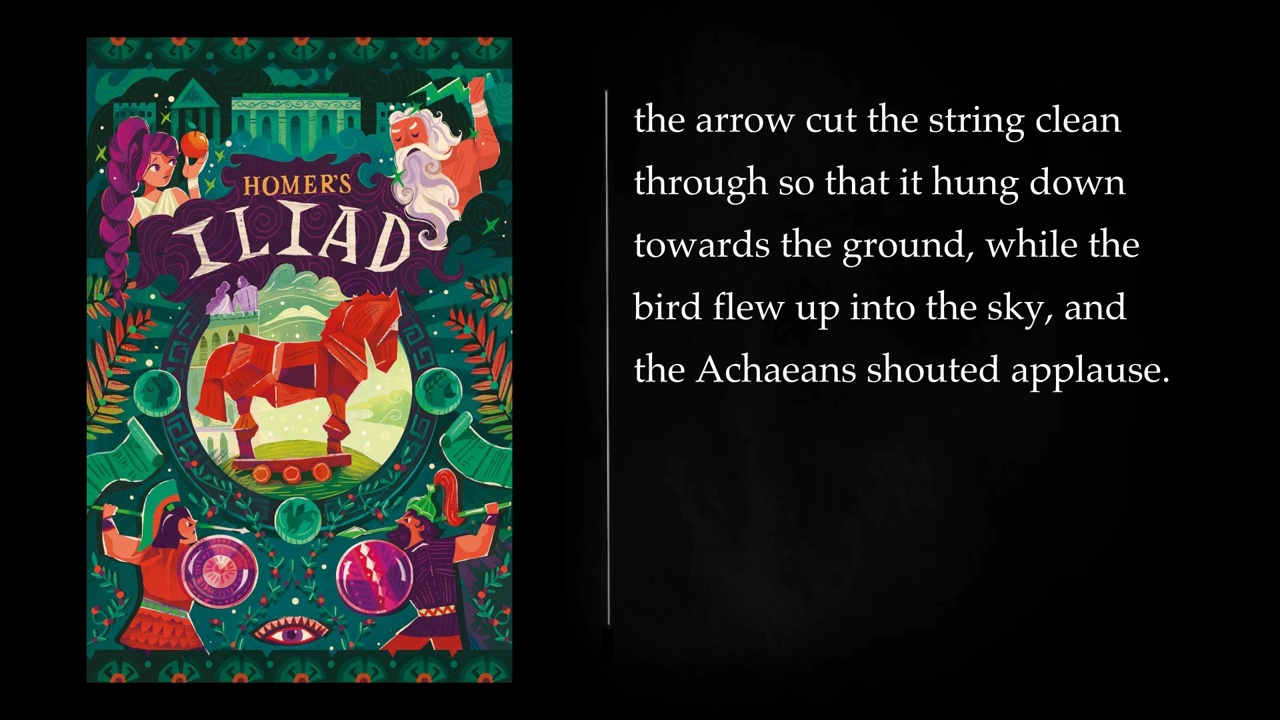 HOMER'S
ILIAD
the arrow cut the string clean
through so that it hung down
towards the ground, while the
bird flew up into the sky, and
the Achaeans shouted applause.